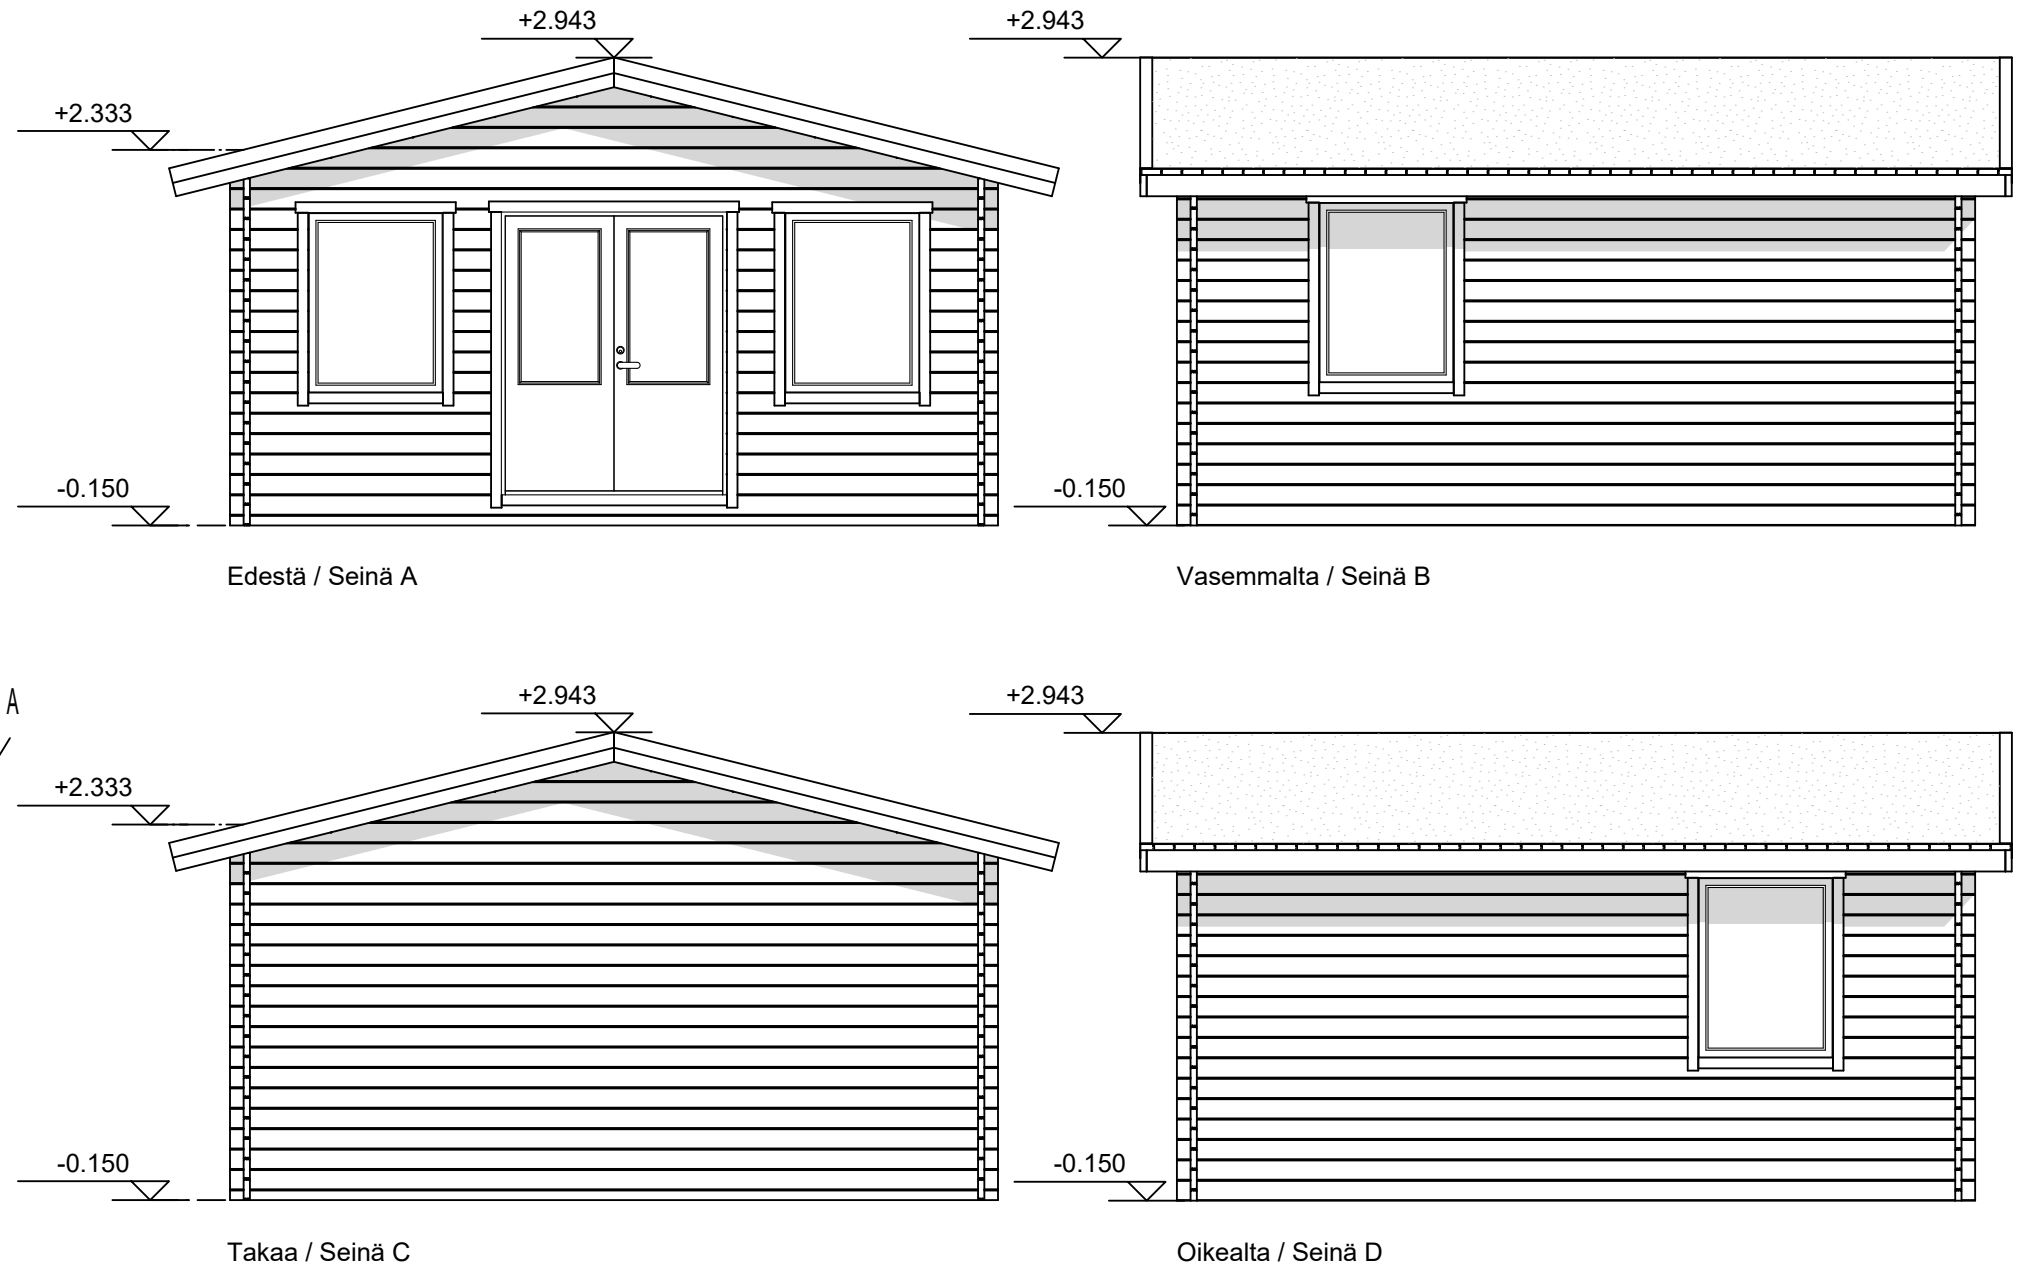 +2.943
+2.943
+2.333
-0.150
-0.150
Edestä / Seinä A
Vasemmalta / Seinä B
A
+2.943
+2.943
+2.333
-0.150
-0.150
Takaa / Seinä C
Oikealta / Seinä D